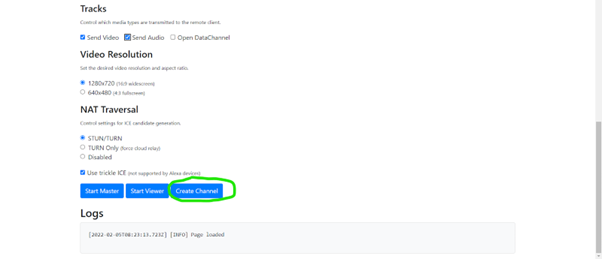 Tracks
Control which media types are transmitted to the remote client.
Send Video Send Audio Open DataChannel
Video Resolution
Set the desired video resolution and aspect ratio.
1280x720 (16:9 widescreen)
640x480 (4:3 fullscreen)
NAT Traversal
Control settings for ICE candidate generation.
STUN/TURN
TURN Only (force cloud relay)
Disabled
Use trickle ICE (not supported by Alexa devices)
Start Master Start Viewer Create Channel
Logs
[2022-02-05T08:23:13.723Z] [INFO] Page loaded